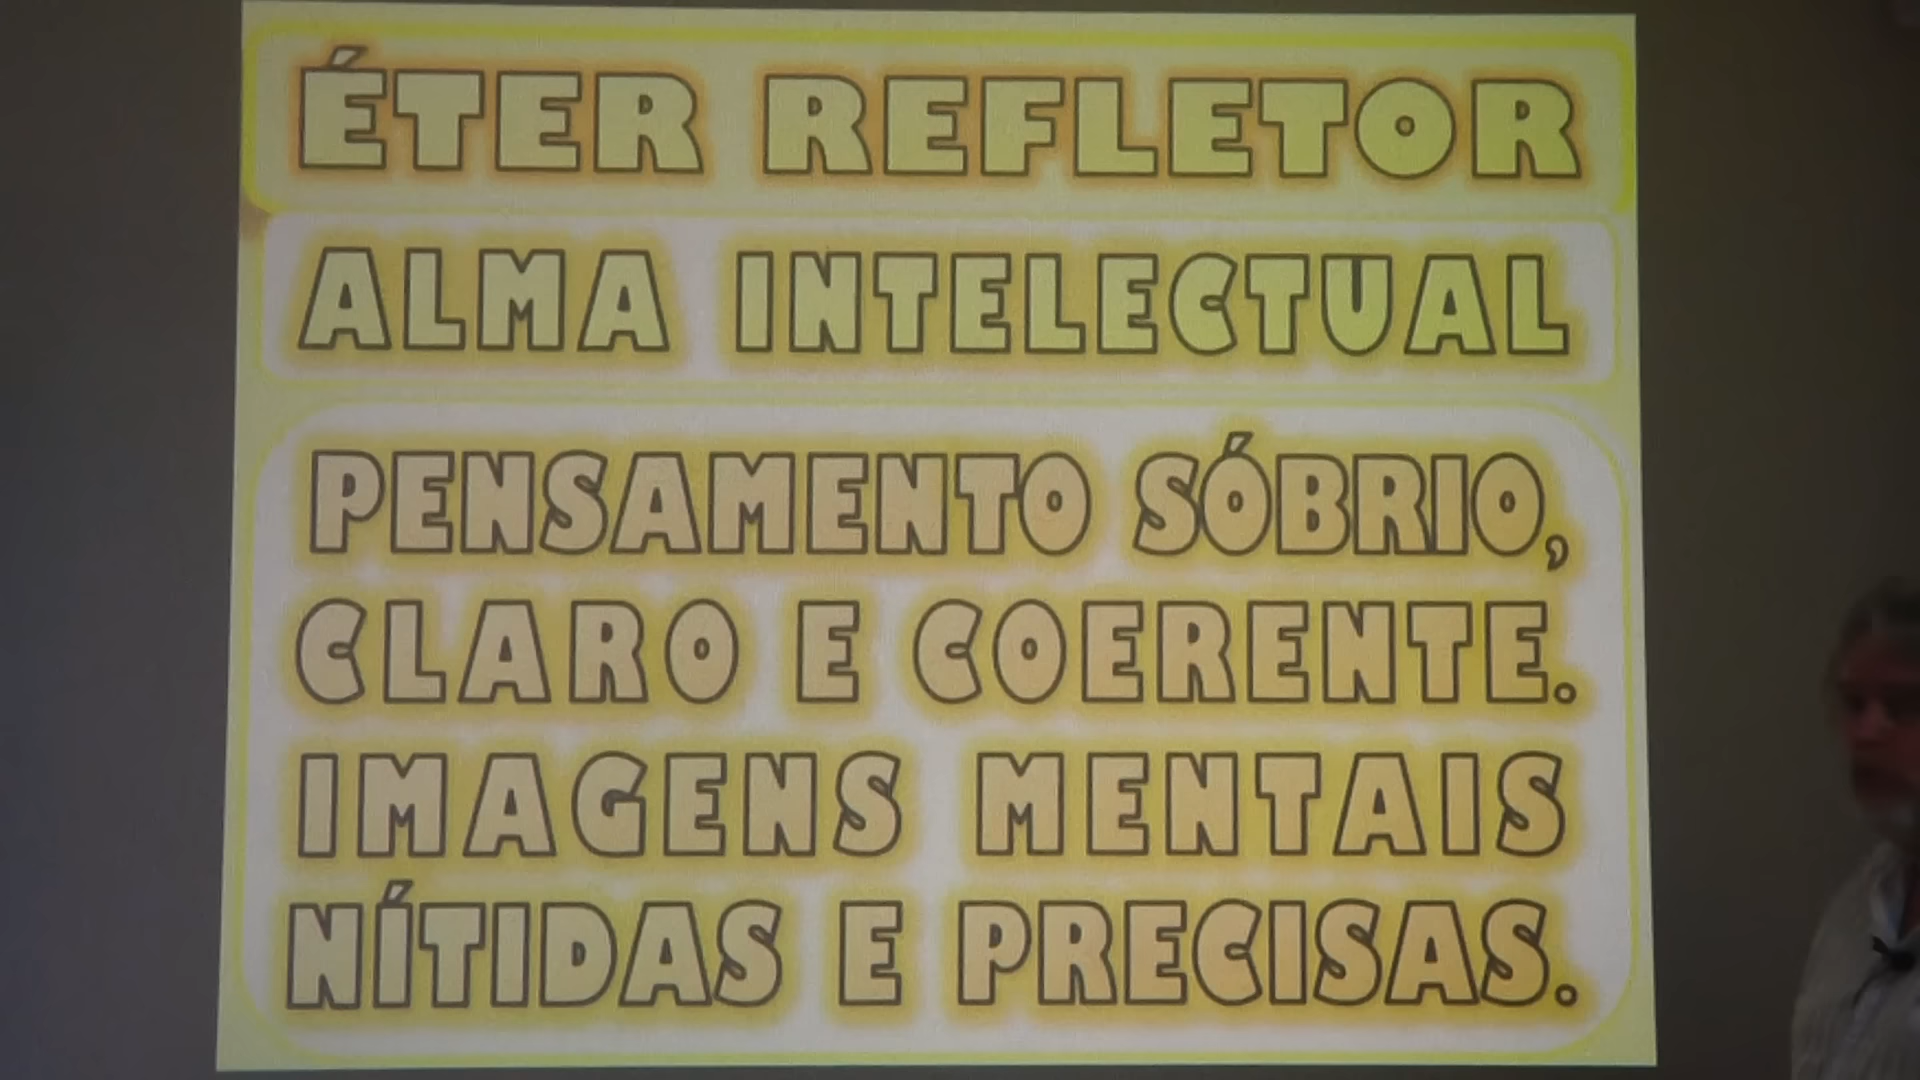 ÉTER REFLETOR
ALMA INTELECTUAL
PENSAMENTO SÓBRIO,
CLARO E COERENTE.
IMAGENS MENTAIS
NÍTIDAS E PRECISAS.